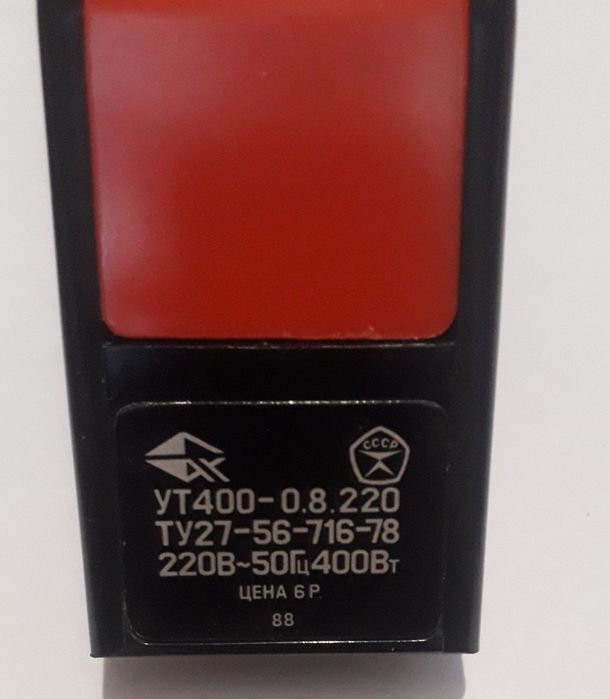 СССР
УТ400-0.8.220
ТУ27-56-716-78
220В~50Гц400Вт
ЦЕНА 6 Р.
88